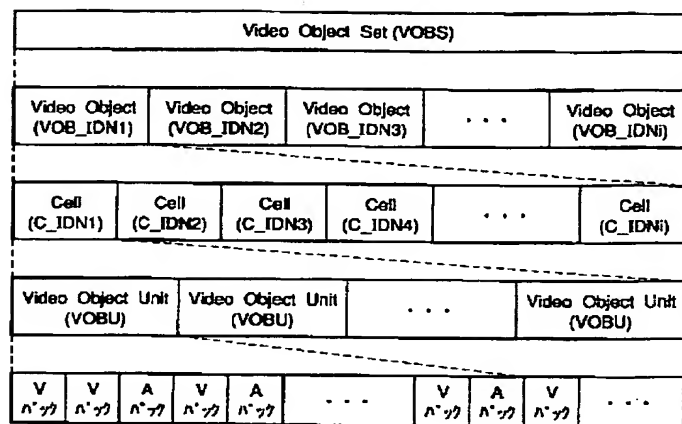 Video Object Set (VOBS)
Video Object
(VOB_IDN1)
Video Object
(VOB_IDN2)
Video Object
(VOB_IDN3)
· · ·
Video Object
(VOB_IDNi)
Cell
(C_IDN1)
Cell
(C_IDN2)
Cell
(C_IDN3)
Cell
(C_IDN4)
· · ·
Cell
(C_IDNi)
Video Object Unit
(VOBU)
Video Object Unit
(VOBU)
· · ·
Video Object Unit
(VOBU)
V
パック
V
パック
A
パック
V
パック
A
パック
· · ·
V
パック
A
パック
V
パック
· · ·